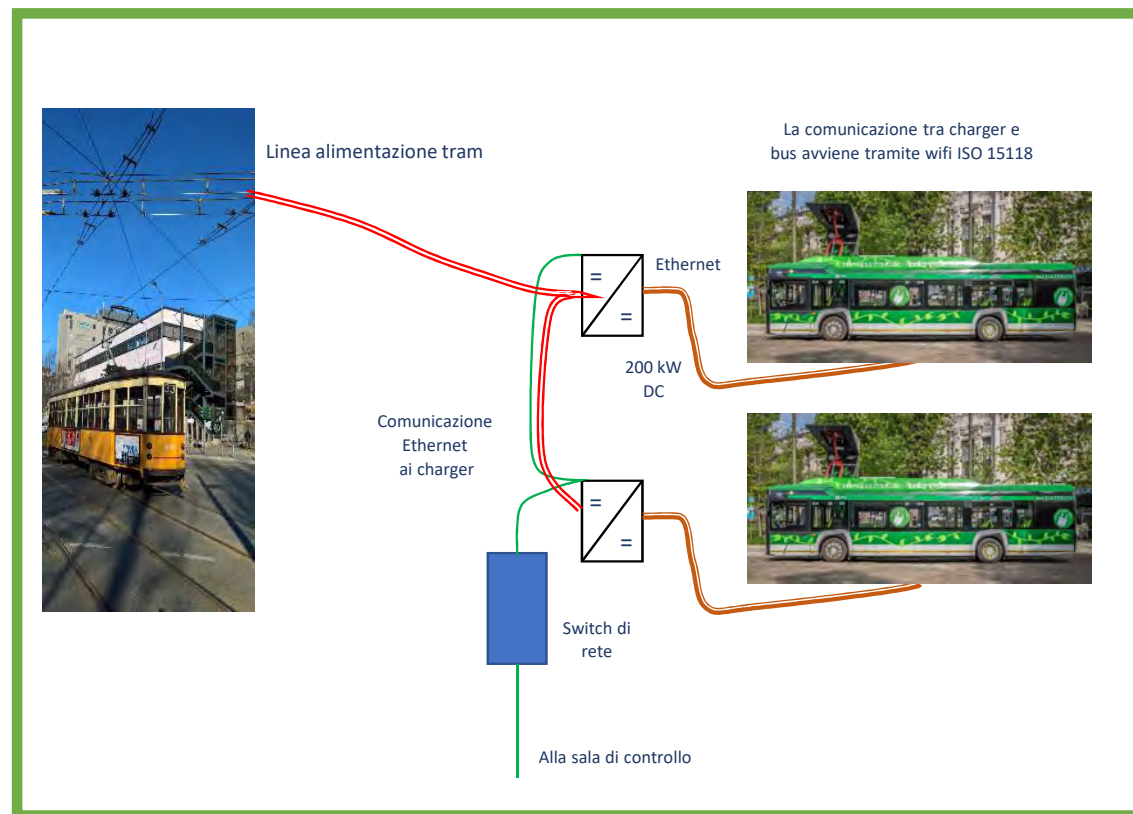 Linea alimentazione tram
La comunicazione tra charger e
bus avviene tramite wifi ISO 15118
=
=
Ethernet
200 kW
DC
Comunicazione
Ethernet
ai charger
=
=
Switch di
rete
Alla sala di controllo